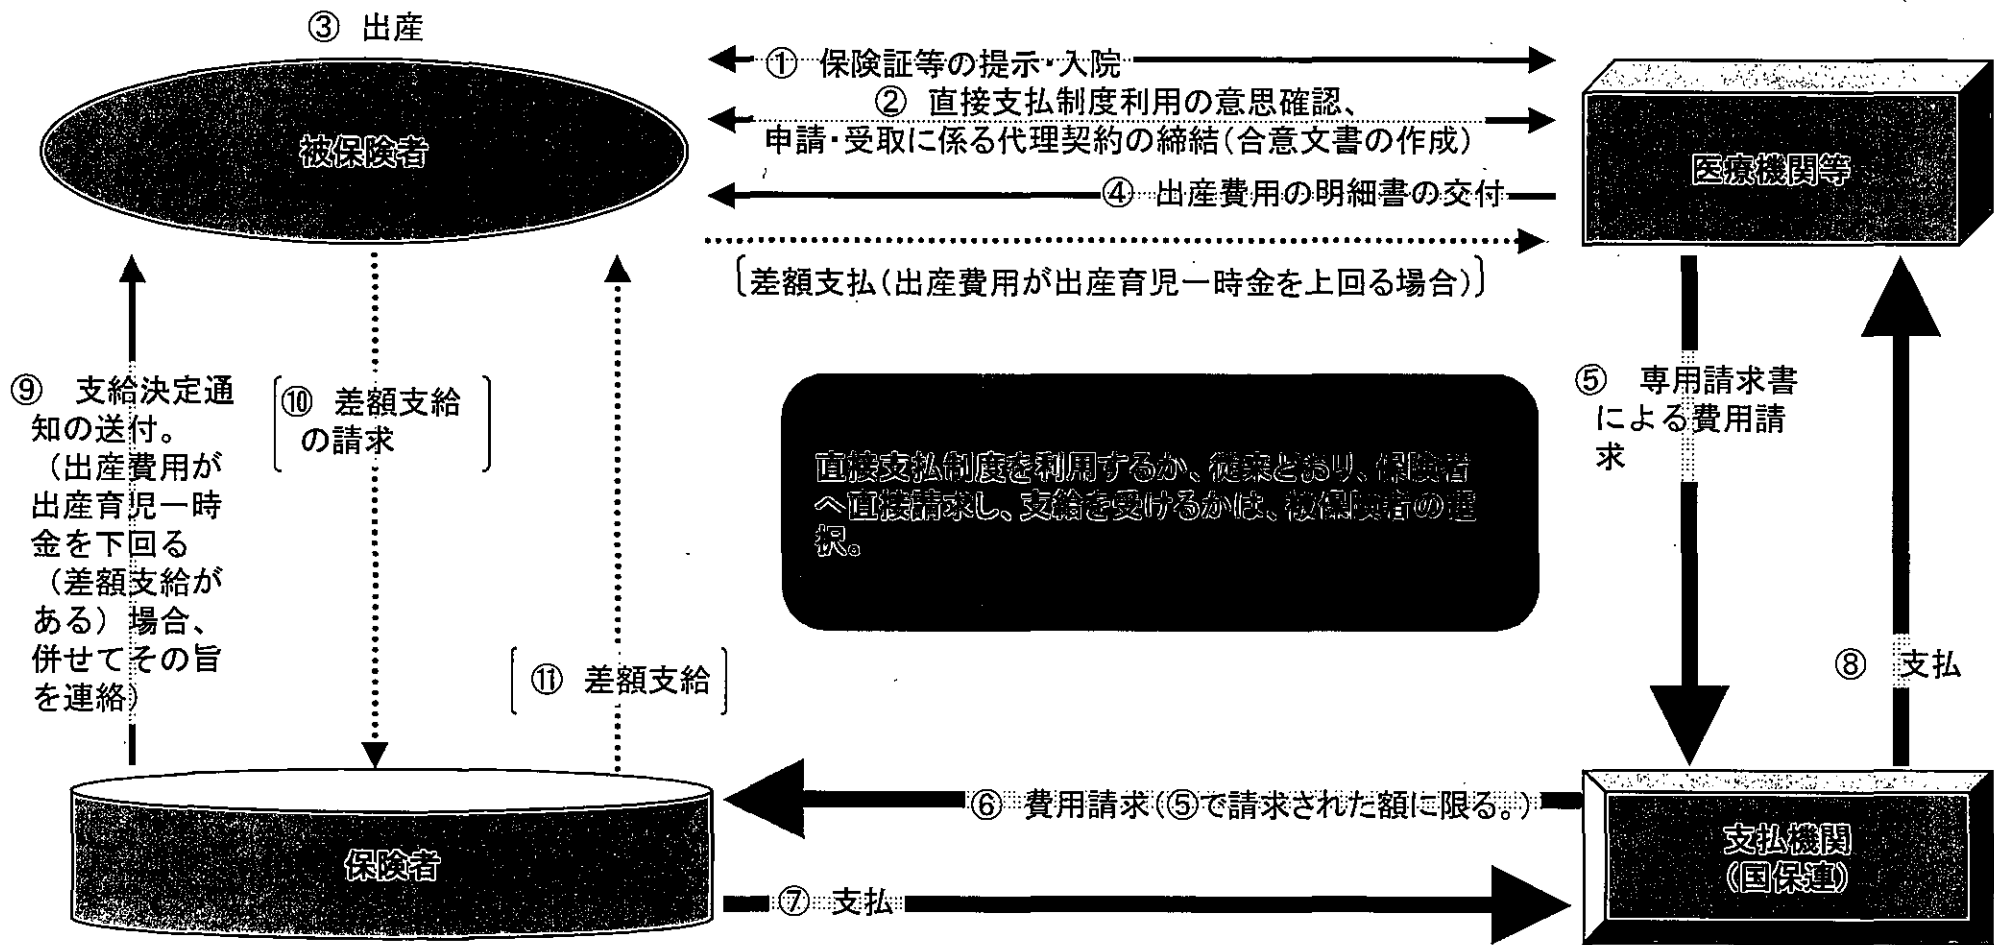 ③ 出産
被保険者
① 保険証等の提示・入院
② 直接支払制度利用の意思確認、
申請・受取に係る代理契約の締結(合意文書の作成)
④ 出産費用の明細書の交付
〔差額支払(出産費用が出産育児一時金を上回る場合)〕
医療機関等
⑨ 支給決定通
知の送付。
(出産費用が
出産育児一時
金を下回る
(差額支給が
ある)場合、
併せてその旨
を連絡)
⑩ 差額支給
の請求
⑪ 差額支給
直接支払制度を利用するか、従来どおり、保険者
へ直接請求し、支給を受けるかは、被保険者の選
択。
⑤ 専用請求書
による費用請
求
⑧ 支払
⑥ 費用請求(⑤で請求された額に限る。)
⑦ 支払
保険者
支払機関
(国保連)